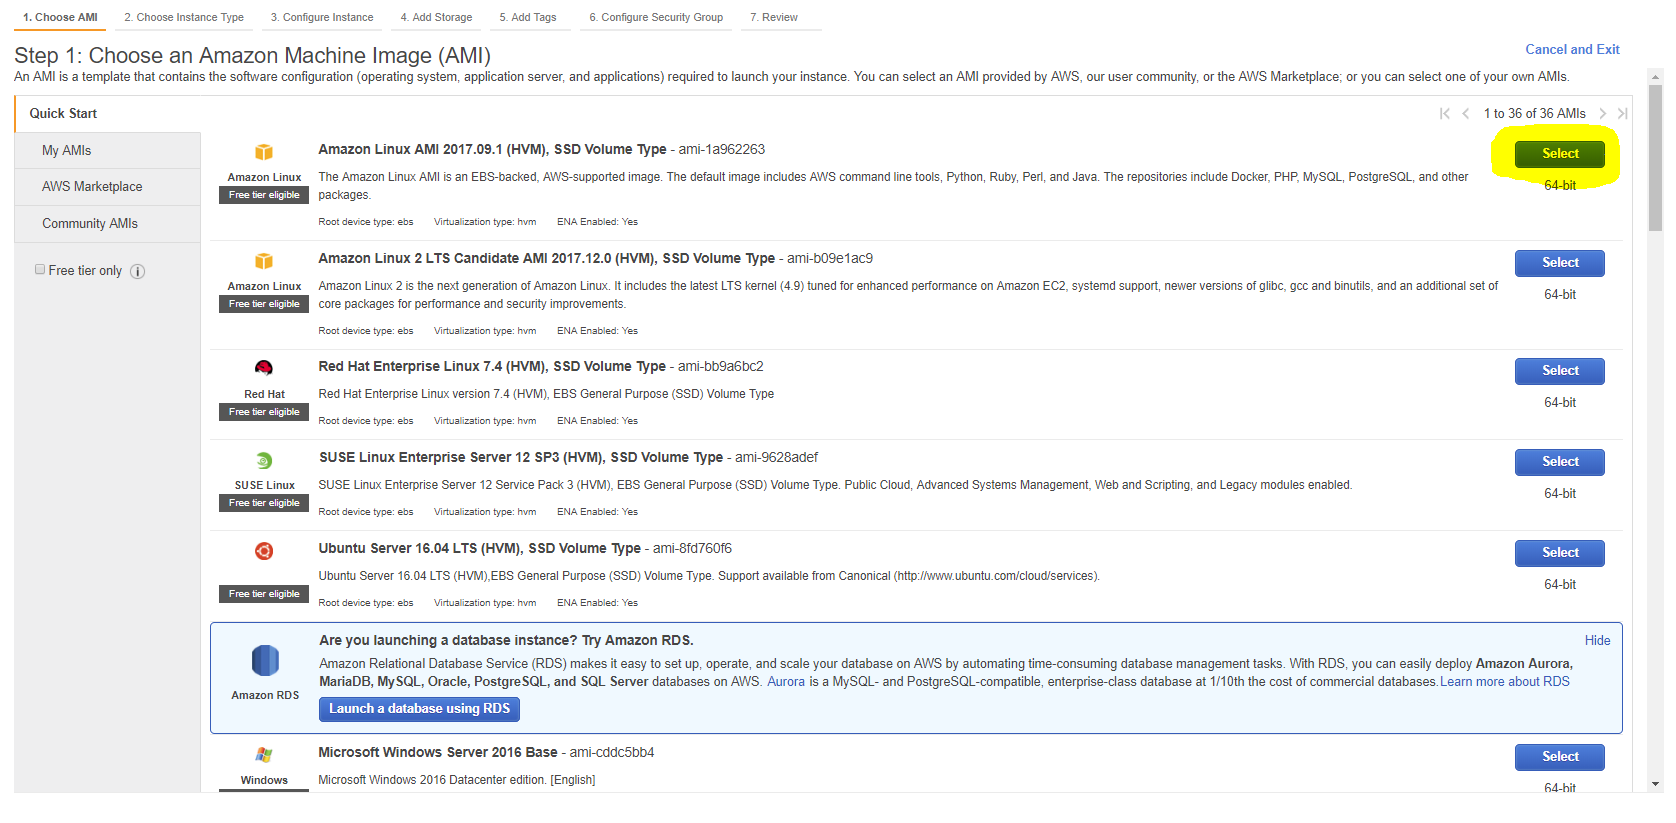 1. Choose AMI 2. Choose Instance Type 3. Configure Instance 4. Add Storage 5. Add Tags 6. Configure Security Group 7. Review
Step 1: Choose an Amazon Machine Image (AMI)
Cancel and Exit
An AMI is a template that contains the software configuration (operating system, application server, and applications) required to launch your instance. You can select an AMI provided by AWS, our user community, or the AWS Marketplace; or you can select one of your own AMIs.
Quick Start
1 to 36 of 36 AMIs
My AMIs
AWS Marketplace
Community AMIs
Free tier only
Amazon Linux
Free tier eligible
Amazon Linux AMI 2017.09.1 (HVM), SSD Volume Type - ami-1a962263
The Amazon Linux AMI is an EBS-backed, AWS-supported image. The default image includes AWS command line tools, Python, Ruby, Perl, and Java. The repositories include Docker, PHP, MySQL, PostgreSQL, and other
packages.
Root device type: ebs Virtualization type: hvm ENA Enabled: Yes
Select
64-bit
Amazon Linux
Free tier eligible
Amazon Linux 2 LTS Candidate AMI 2017.12.0 (HVM), SSD Volume Type - ami-b09e1ac9
Amazon Linux 2 is the next generation of Amazon Linux. It includes the latest LTS kernel (4.9) tuned for enhanced performance on Amazon EC2, systemd support, newer versions of glibc, gcc and binutils, and an additional set of
core packages for performance and security improvements.
Root device type: ebs Virtualization type: hvm ENA Enabled: Yes
Select
64-bit
Red Hat
Free tier eligible
Red Hat Enterprise Linux 7.4 (HVM), SSD Volume Type - ami-bb9a6bc2
Red Hat Enterprise Linux version 7.4 (HVM), EBS General Purpose (SSD) Volume Type
Root device type: ebs Virtualization type: hvm ENA Enabled: Yes
Select
64-bit
SUSE Linux
Free tier eligible
SUSE Linux Enterprise Server 12 SP3 (HVM), SSD Volume Type - ami-9628adef
SUSE Linux Enterprise Server 12 Service Pack 3 (HVM), EBS General Purpose (SSD) Volume Type. Public Cloud, Advanced Systems Management, Web and Scripting, and Legacy modules enabled.
Root device type: ebs Virtualization type: hvm ENA Enabled: Yes
Select
64-bit
Free tier eligible
Ubuntu Server 16.04 LTS (HVM), SSD Volume Type - ami-8fd760f6
Ubuntu Server 16.04 LTS (HVM),EBS General Purpose (SSD) Volume Type. Support available from Canonical (http://www.ubuntu.com/cloud/services).
Root device type: ebs Virtualization type: hvm ENA Enabled: Yes
Select
64-bit
Amazon RDS
Are you launching a database instance? Try Amazon RDS.
Hide
Amazon Relational Database Service (RDS) makes it easy to set up, operate, and scale your database on AWS by automating time-consuming database management tasks. With RDS, you can easily deploy Amazon Aurora,
MariaDB, MySQL, Oracle, PostgreSQL, and SQL Server databases on AWS. Aurora is a MySQL- and PostgreSQL-compatible, enterprise-class database at 1/10th the cost of commercial databases. Learn more about RDS
Launch a database using RDS
Windows
Microsoft Windows Server 2016 Base - ami-cddc5bb4
Microsoft Windows 2016 Datacenter edition. [English]
Select
64-bit